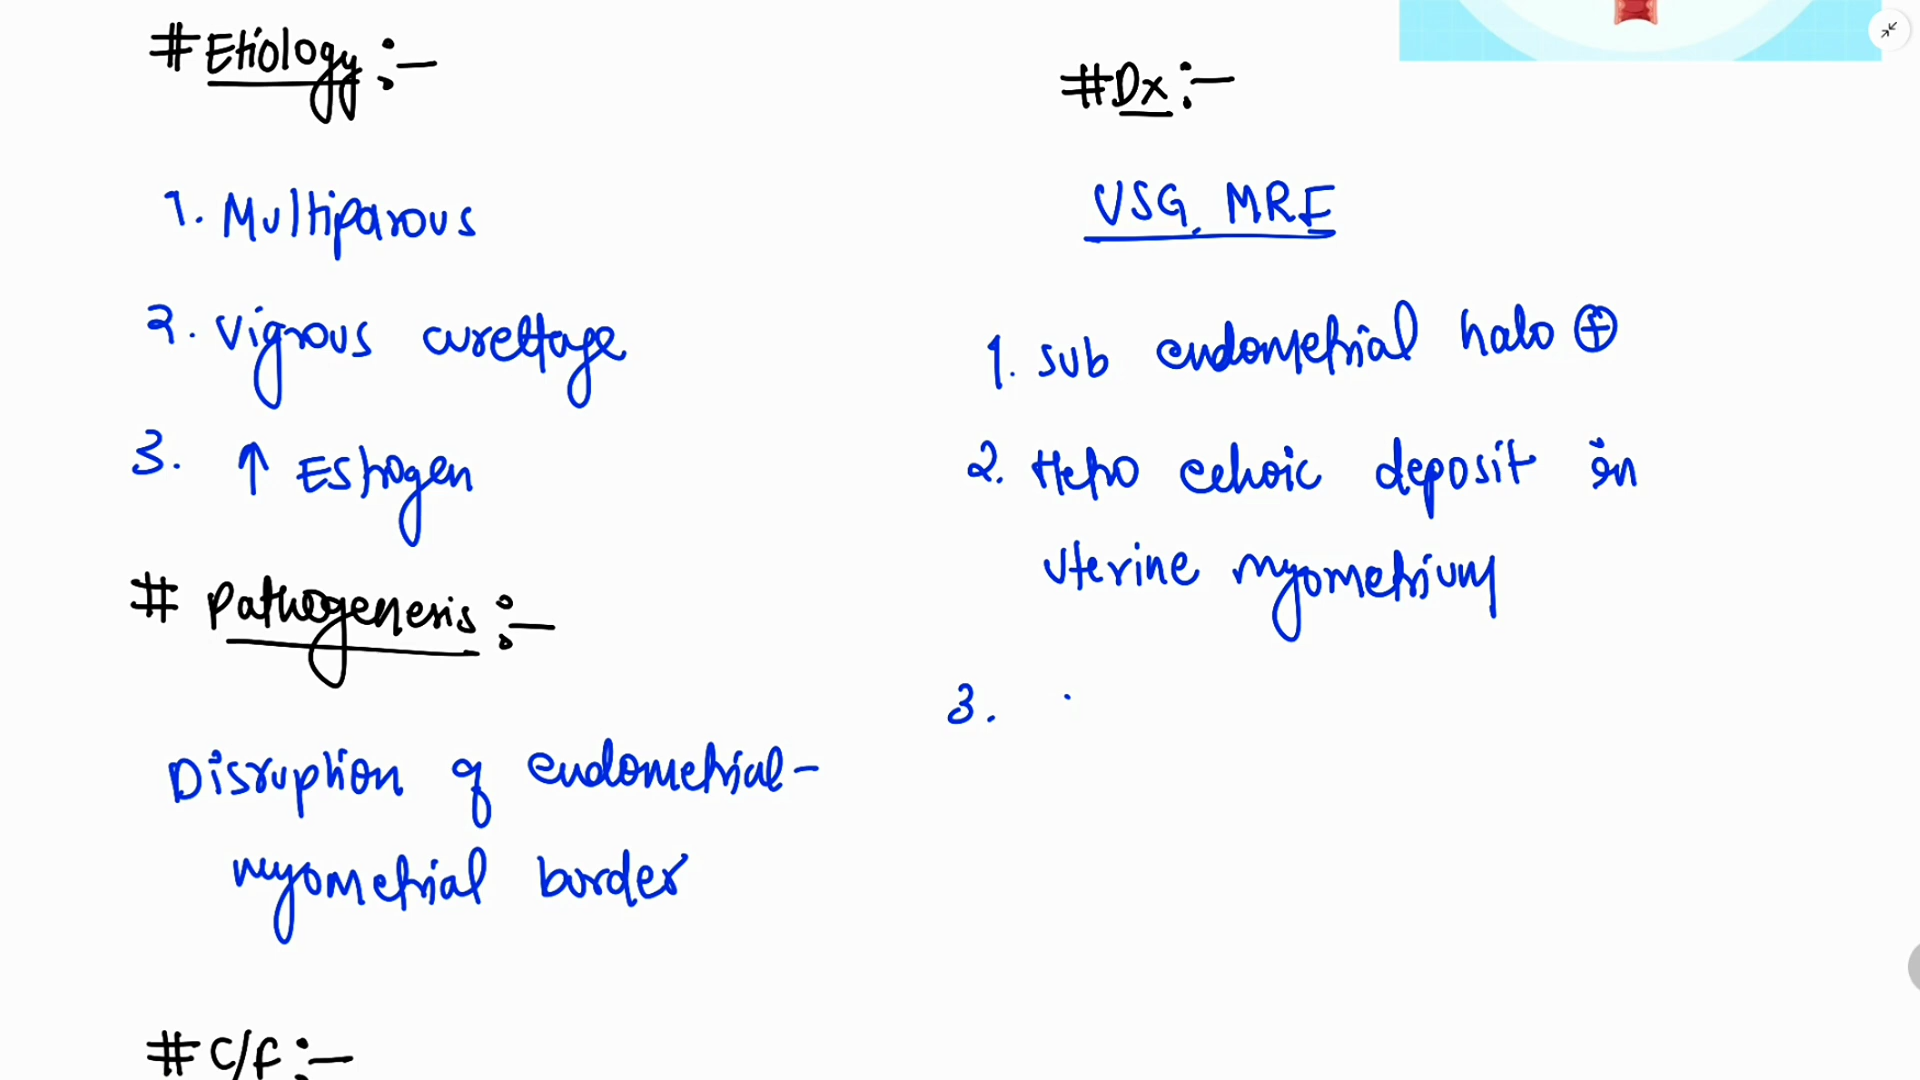 # Etiology :-
1. Multiparous
2. Vigrous curettage
3. ↑ Estrogen
# Pathogenesis :-
Disruption of endometrial-
myometrial border
# C/f :-
# Dx :-
USG, MRI
1. Sub endometrial halo ⊕
2. Hetro echoic deposit in
uterine myometrium
3.